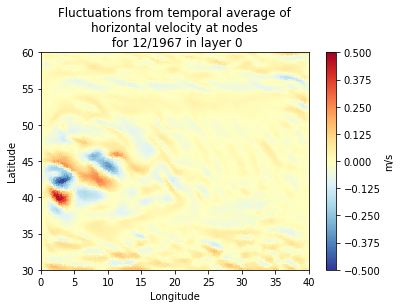 Fluctuations from temporal average of
horizontal velocity at nodes
for 12/1967 in layer 0
60
55
50
45
40
35
30
Latitude
0 5 10 15 20 25 30 35 40
Longitude
0.500
0.375
0.250
0.125
0.000
−0.125
−0.250
−0.375
−0.500
m/s